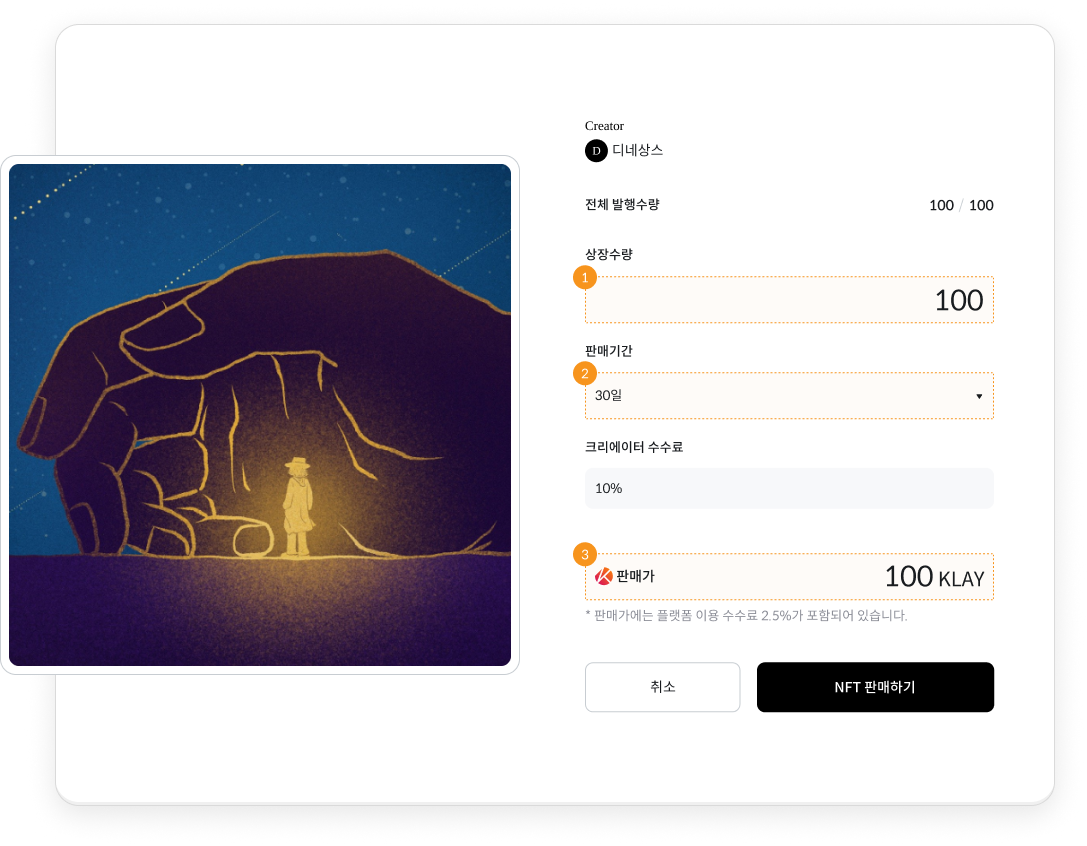 Creator
D 디네상스
전체 발행수량 100 / 100
상장수량
1
100
판매기간
2
30일
크리에이터 수수료
10%
3
판매가 100 KLAY
* 판매가에는 플랫폼 이용 수수료 2.5%가 포함되어 있습니다.
취소 NFT 판매하기